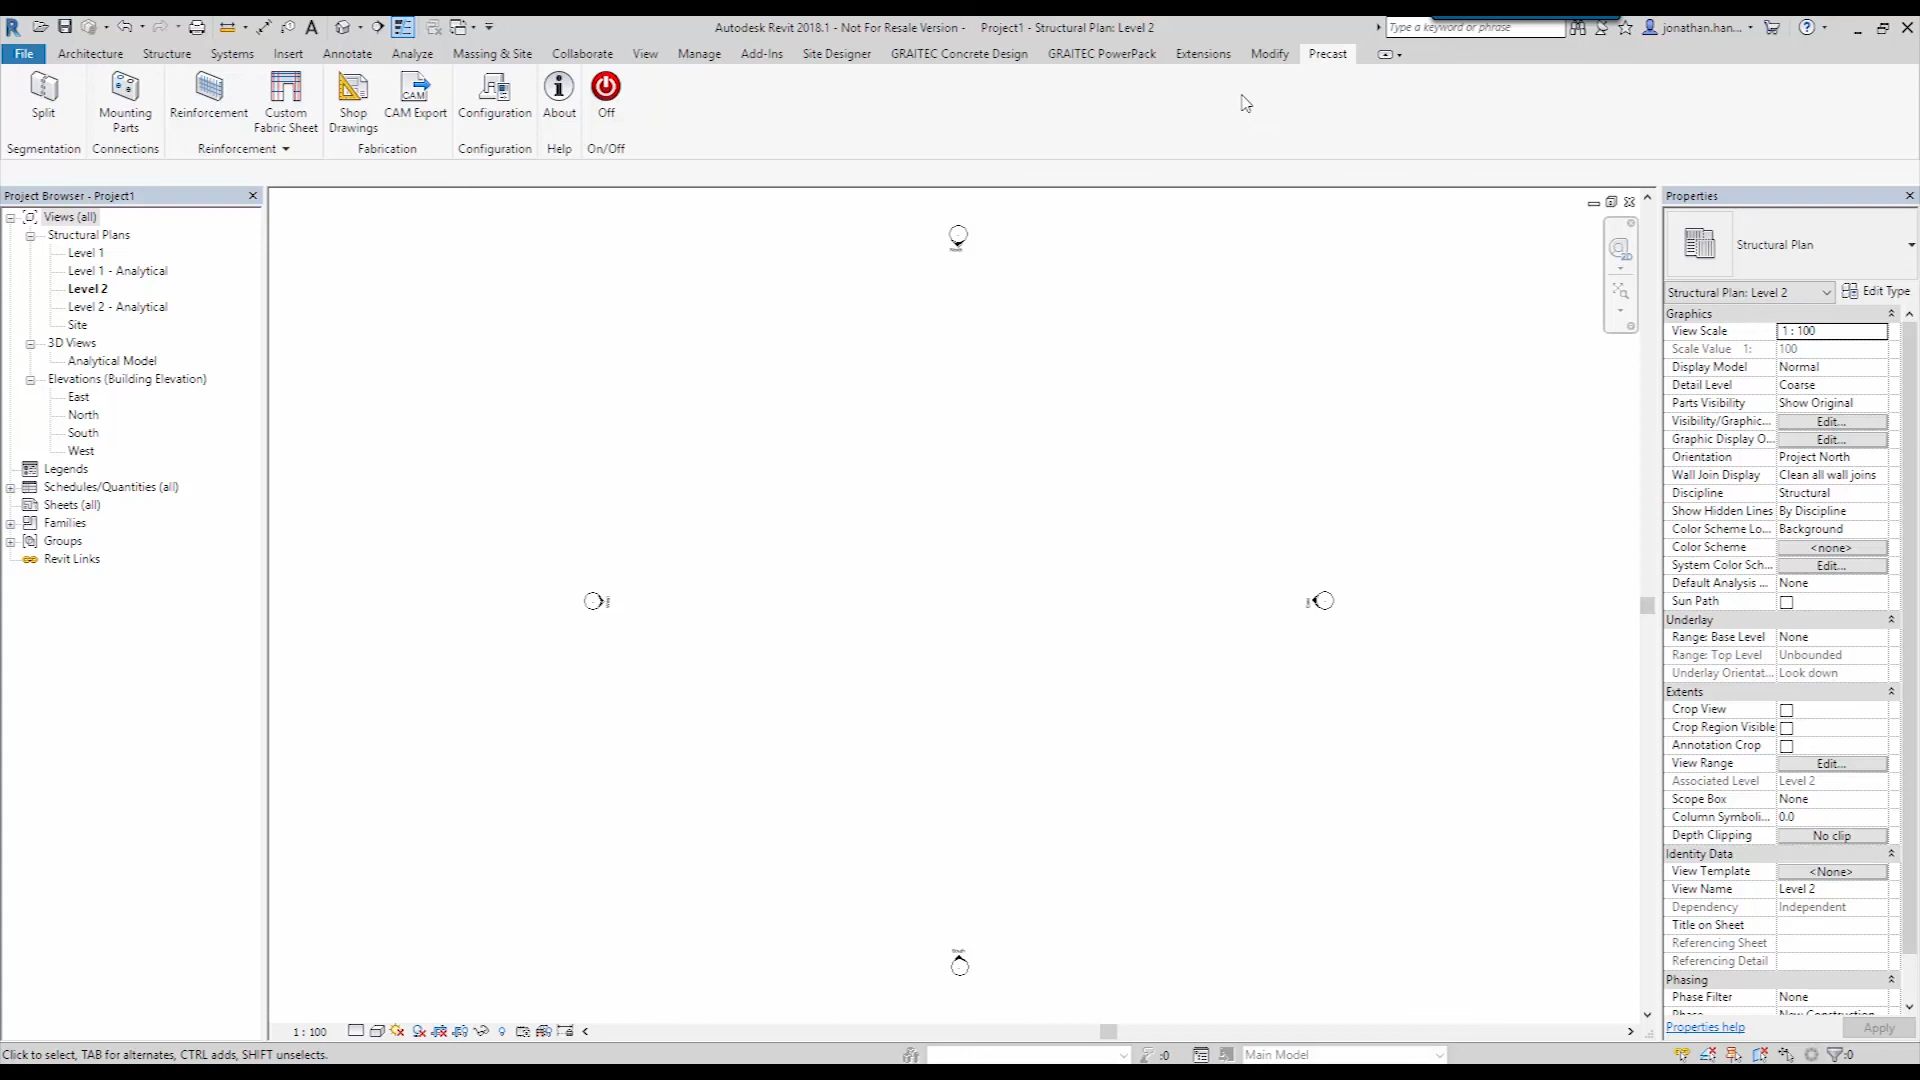 Autodesk Revit 2018.1 - Not For Resale Version - Project1 - Structural Plan: Level 2
Type a keyword or phrase
jonathan.han...
File Architecture Structure Systems Insert Annotate Analyze Massing & Site Collaborate View Manage Add-Ins Site Designer GRAITEC Concrete Design GRAITEC PowerPack Extensions Modify Precast
Split
Mounting Parts
Reinforcement
Custom Fabric Sheet
Shop Drawings
CAM
CAM Export
Configuration
About
Off
Segmentation Connections Reinforcement Fabrication Configuration Help On/Off
Project Browser - Project1
Views (all)
Structural Plans
Level 1
Level 1 - Analytical
Level 2
Level 2 - Analytical
Site
3D Views
Analytical Model
Elevations (Building Elevation)
East
North
South
West
Legends
Schedules/Quantities (all)
Sheets (all)
Families
Groups
Revit Links
2D
South
Properties
Structural Plan
Structural Plan: Level 2 Edit Type
Graphics
View Scale 1 : 100
Scale Value 1: 100
Display Model Normal
Detail Level Coarse
Parts Visibility Show Original
Visibility/Graphic... Edit...
Graphic Display O... Edit...
Orientation Project North
Wall Join Display Clean all wall joins
Discipline Structural
Show Hidden Lines By Discipline
Color Scheme Lo... Background
Color Scheme <none>
System Color Sch... Edit...
Default Analysis ... None
Sun Path
Underlay
Range: Base Level None
Range: Top Level Unbounded
Underlay Orientat... Look down
Extents
Crop View
Crop Region Visible
Annotation Crop
View Range Edit...
Associated Level Level 2
Scope Box None
Column Symboli... 0.0
Depth Clipping No clip
Identity Data
View Template <None>
View Name Level 2
Dependency Independent
Title on Sheet
Referencing Sheet
Referencing Detail
Phasing
Phase Filter None
Phase New Construction
Properties help Apply
1 : 100
Click to select, TAB for alternates, CTRL adds, SHIFT unselects.
:0
Main Model
:0